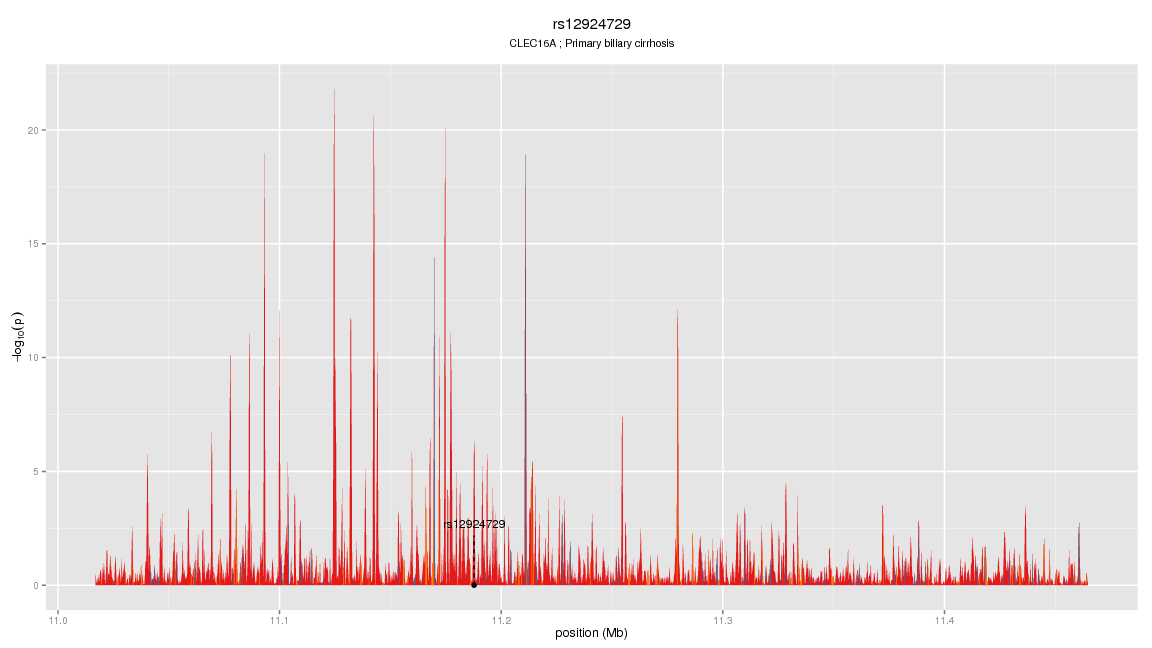 rs12924729
CLEC16A ; Primary biliary cirrhosis
−log10(p)
20
15
10
5
0
rs12924729
11.0
11.1
11.2
11.3
11.4
position (Mb)